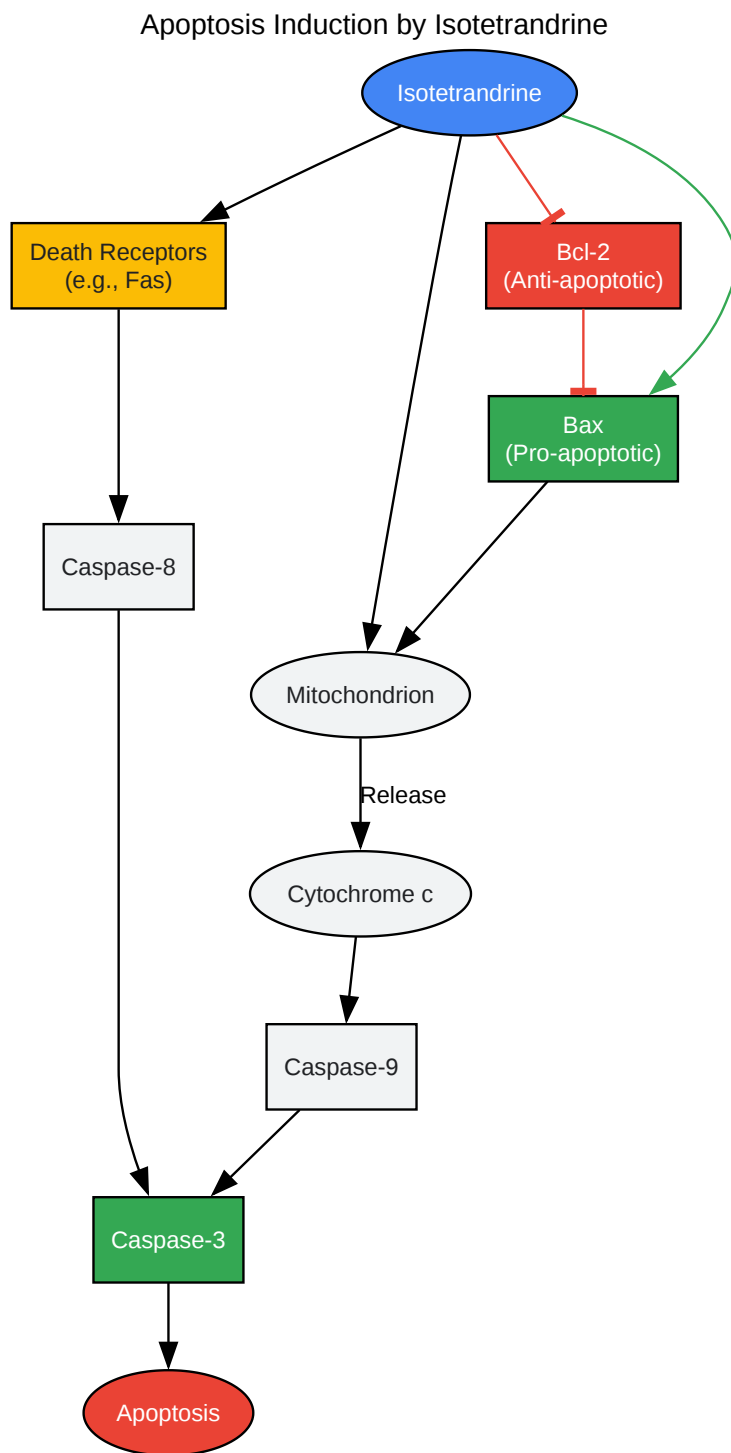 Apoptosis Induction by Isotetrandrine
Isotetrandrine
Death Receptors
(e.g., Fas)
Bcl-2
(Anti-apoptotic)
Bax
(Pro-apoptotic)
Caspase-8
Mitochondrion
Release
Cytochrome c
Caspase-9
Caspase-3
Apoptosis